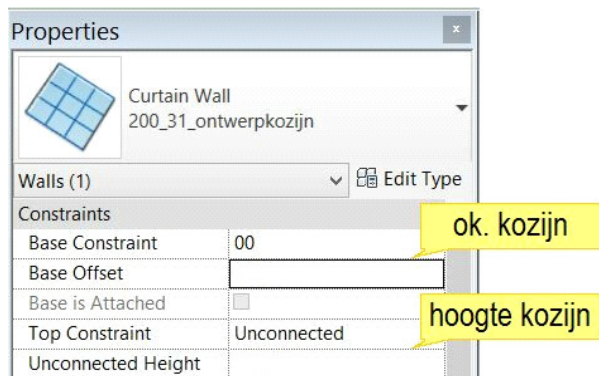 Properties
x
Curtain Wall
200_31_ontwerpkozijn
Walls (1)
Edit Type
Constraints
ok. kozijn
Base Constraint 00
Base Offset
Base is Attached
hoogte kozijn
Top Constraint Unconnected
Unconnected Height